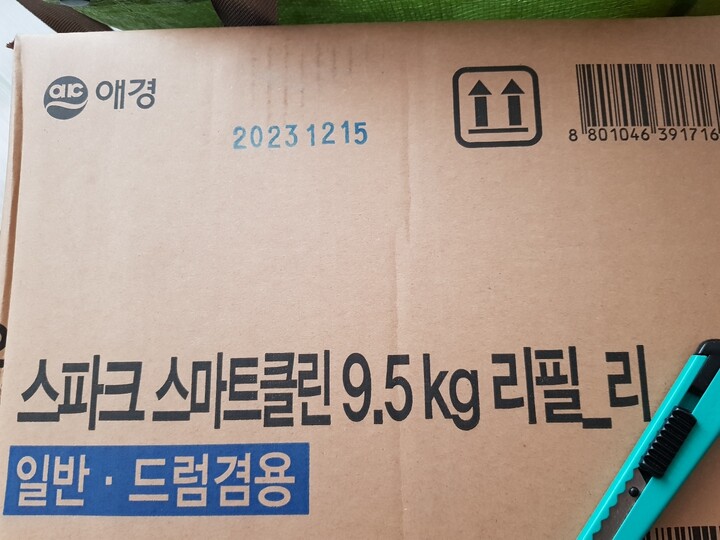 aκ 애경
20231215
8 801046 391716
스파크 스마트클린 9.5 kg 리필_리
일반 · 드럼겸용